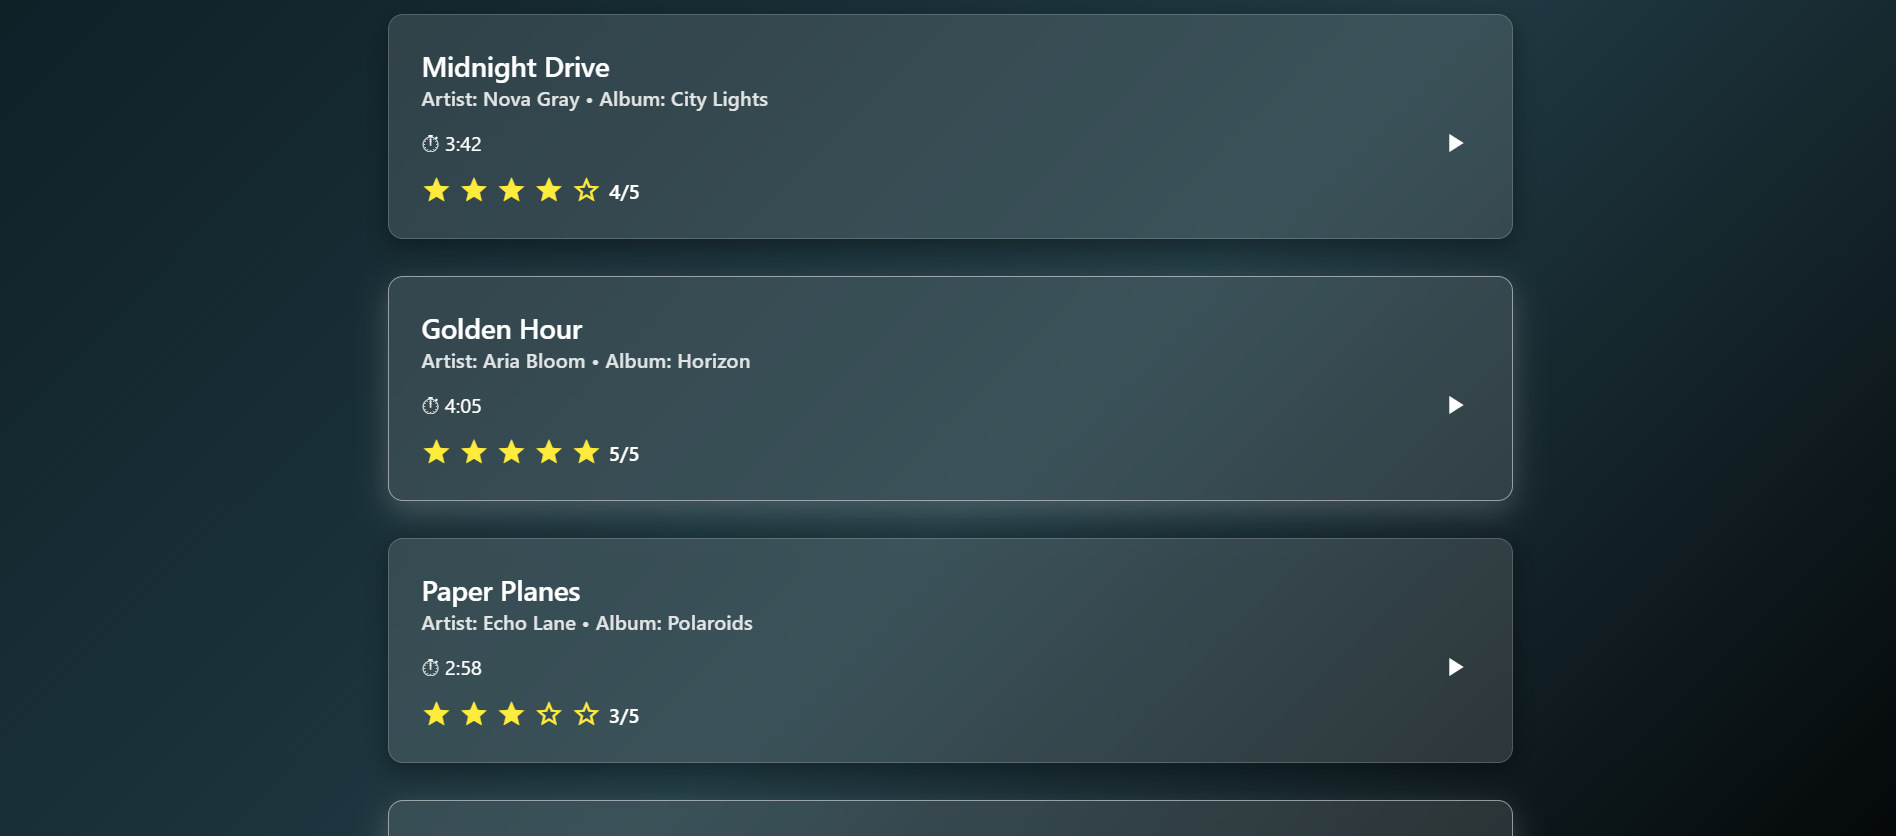 Midnight Drive
Artist: Nova Gray • Album: City Lights
⏱ 3:42
★ ★ ★ ★ ☆ 4/5
Golden Hour
Artist: Aria Bloom • Album: Horizon
⏱ 4:05
★ ★ ★ ★ ★ 5/5
Paper Planes
Artist: Echo Lane • Album: Polaroids
⏱ 2:58
★ ★ ★ ☆ ☆ 3/5